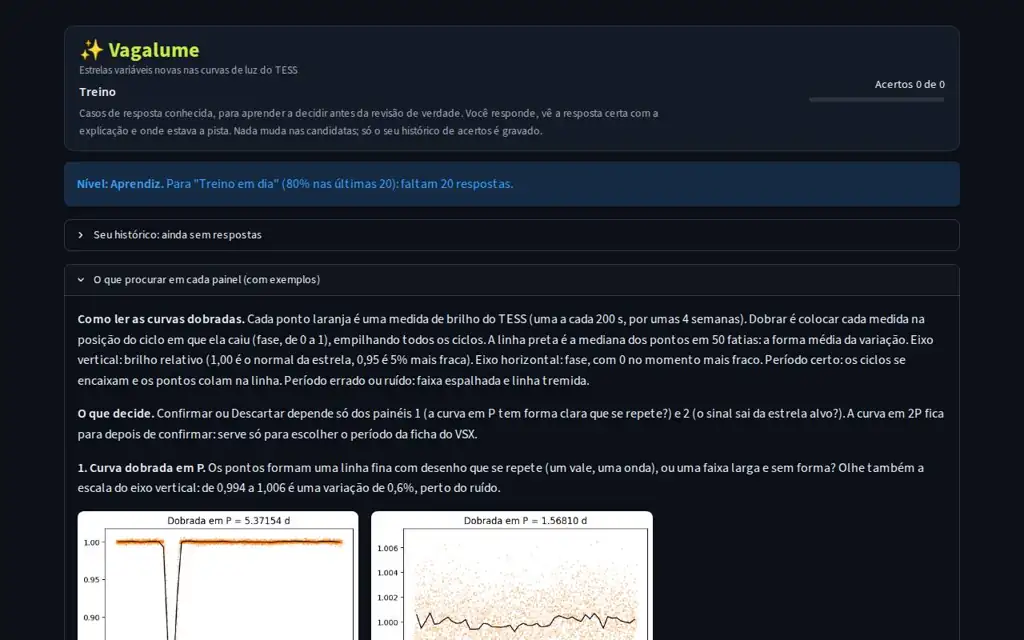 ✨ Vagalume
Estrelas variáveis novas nas curvas de luz do TESS
Treino
Casos de resposta conhecida, para aprender a decidir antes da revisão de verdade. Você responde, vê a resposta certa com a
explicação e onde estava a pista. Nada muda nas candidatas; só o seu histórico de acertos é gravado.
Acertos 0 de 0
Nível: Aprendiz. Para "Treino em dia" (80% nas últimas 20): faltam 20 respostas.
Seu histórico: ainda sem respostas
O que procurar em cada painel (com exemplos)
Como ler as curvas dobradas. Cada ponto laranja é uma medida de brilho do TESS (uma a cada 200 s, por umas 4 semanas). Dobrar é colocar cada medida na
posição do ciclo em que ela caiu (fase, de 0 a 1), empilhando todos os ciclos. A linha preta é a mediana dos pontos em 50 fatias: a forma média da variação. Eixo
vertical: brilho relativo (1,00 é o normal da estrela, 0,95 é 5% mais fraca). Eixo horizontal: fase, com 0 no momento mais fraco. Período certo: os ciclos se
encaixam e os pontos colam na linha. Período errado ou ruído: faixa espalhada e linha tremida.
O que decide. Confirmar ou Descartar depende só dos painéis 1 (a curva em P tem forma clara que se repete?) e 2 (o sinal sai da estrela alvo?). A curva em 2P fica
para depois de confirmar: serve só para escolher o período da ficha do VSX.
1. Curva dobrada em P. Os pontos formam uma linha fina com desenho que se repete (um vale, uma onda), ou uma faixa larga e sem forma? Olhe também a
escala do eixo vertical: de 0,994 a 1,006 é uma variação de 0,6%, perto do ruído.
Dobrada em P = 5.37154 d
1.00
0.95
0.90
Dobrada em P = 1.56810 d
1.006
1.004
1.002
1.000